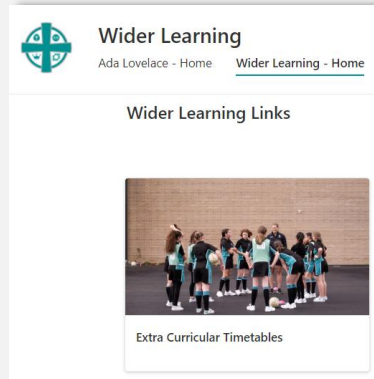 Wider Learning
Ada Lovelace - Home Wider Learning - Home
Wider Learning Links
Extra Curricular Timetables